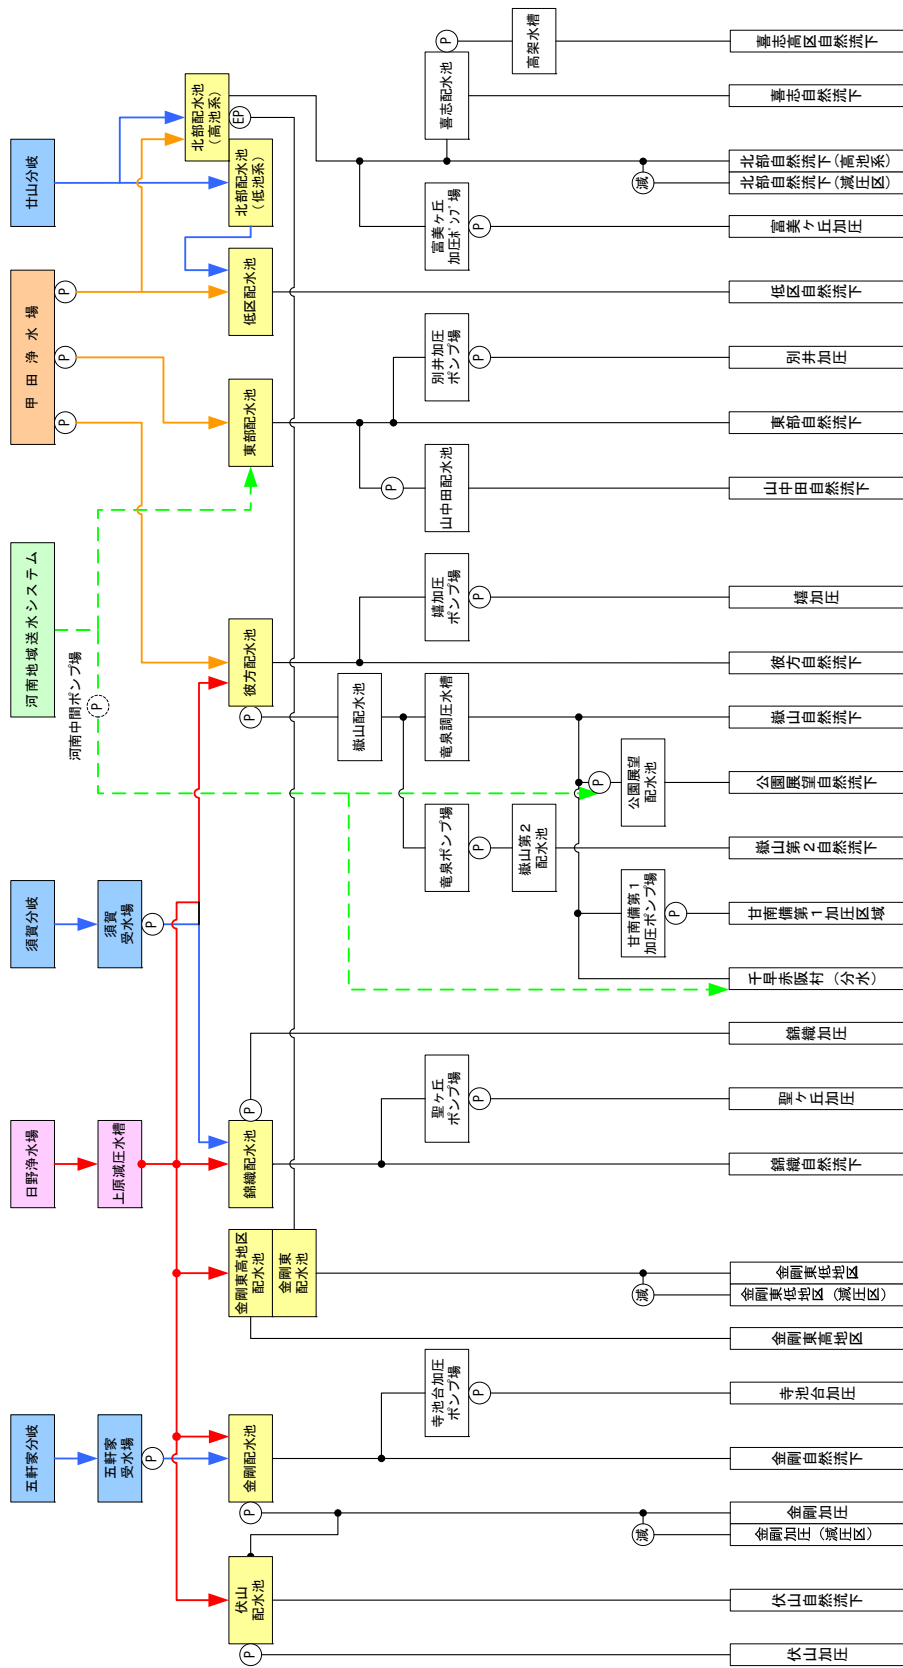 五軒家分岐
日野浄水場
須賀分岐
河南地域送水システム
甲田浄水場
廿山分岐
五軒家
受水場
上原減圧水槽
須賀
受水場
河南中間ポンプ場
P
P
P
P
P
P
伏山
配水池
金剛配水池
金剛東高地区
配水池
金剛東
配水池
錦織配水池
彼方配水池
東部配水池
低区配水池
北部配水池
(低池系)
北部配水池
(高池系)
P
P
P
P
EP
嶽山配水池
P
寺池台加圧
ポンプ場
聖ヶ丘
ポンプ場
竜泉ポンプ場
竜泉調圧水槽
嬉加圧
ポンプ場
山中田配水池
別井加圧
ポンプ場
富美ヶ丘
加圧ポンプ場
喜志配水池
P
P
P
P
P
P
P
嶽山第2
配水池
高架水槽
P
甘南備第1
加圧ポンプ場
公園展望
配水池
減
減
P
減
伏山加圧
伏山自然流下
金剛加圧(減圧区)
金剛加圧
金剛自然流下
寺池台加圧
金剛東高地区
金剛東低地区(減圧区)
金剛東低地区
錦織自然流下
聖ヶ丘加圧
錦織加圧
千早赤阪村(分水)
甘南備第1加圧区域
嶽山第2自然流下
公園展望自然流下
嶽山自然流下
彼方自然流下
嬉加圧
山中田自然流下
東部自然流下
別井加圧
低区自然流下
富美ヶ丘加圧
北部自然流下(減圧区)
北部自然流下(高池系)
喜志自然流下
喜志高区自然流下